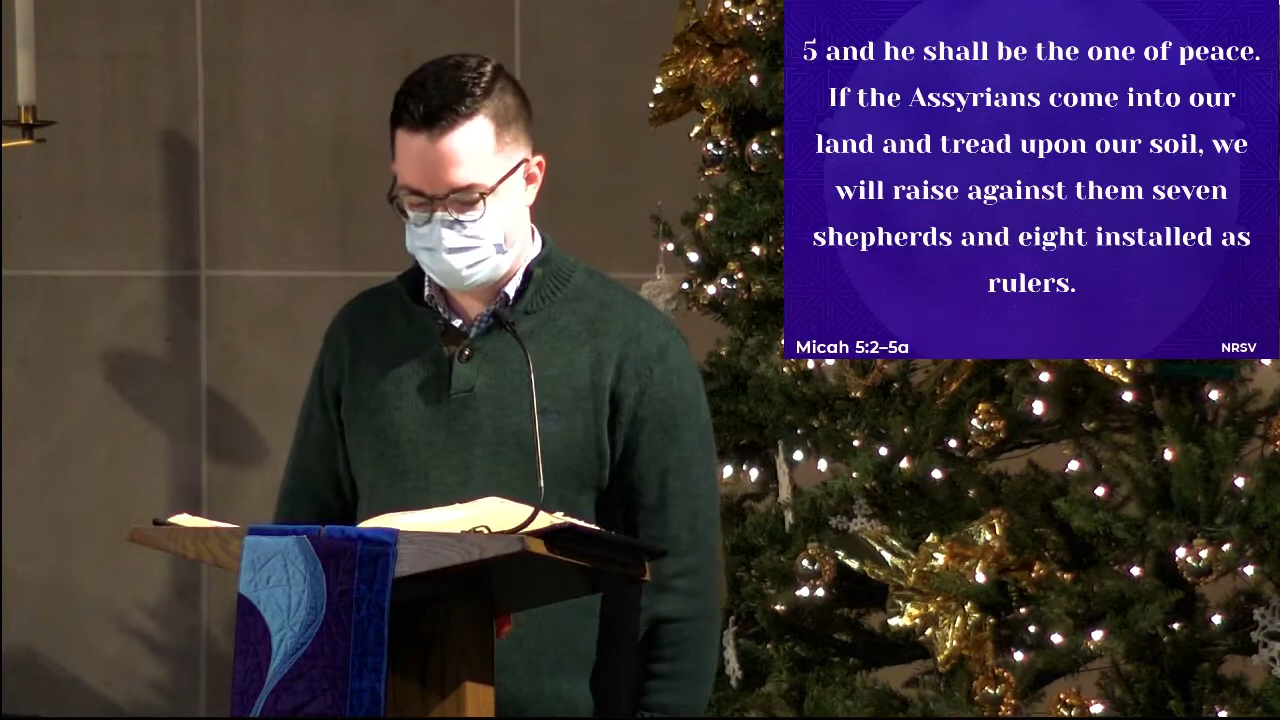 5 and he shall be the one of peace.
If the Assyrians come into our
land and tread upon our soil, we
will raise against them seven
shepherds and eight installed as
rulers.
Micah 5:2–5a
NRSV